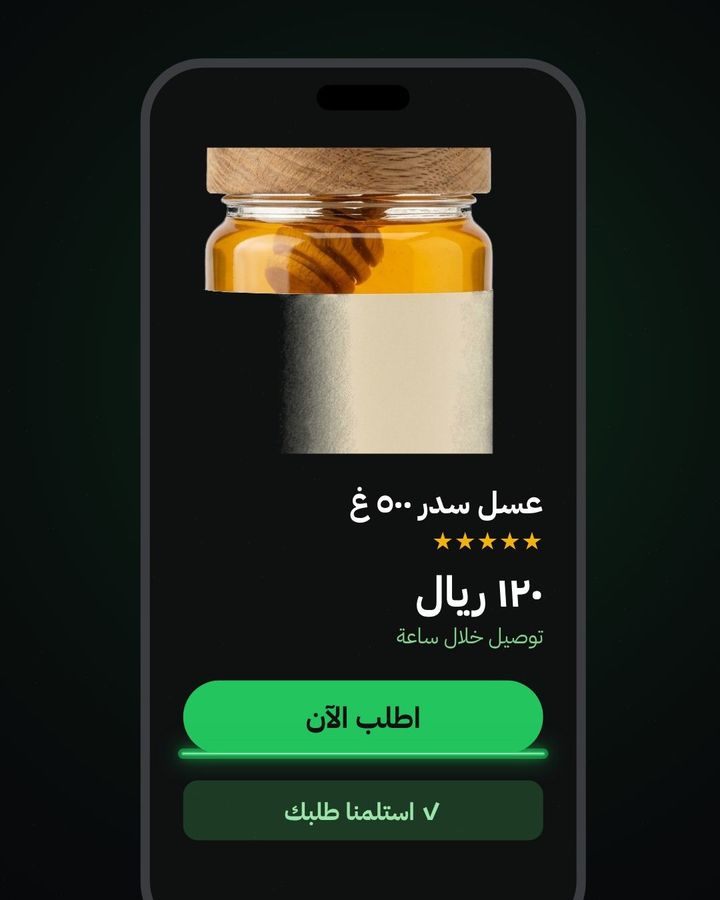 عسل سدر ٥٠٠ غ
★★★★★
١٢٠ ريال
توصيل خلال ساعة
اطلب الآن
✓ استلمنا طلبك